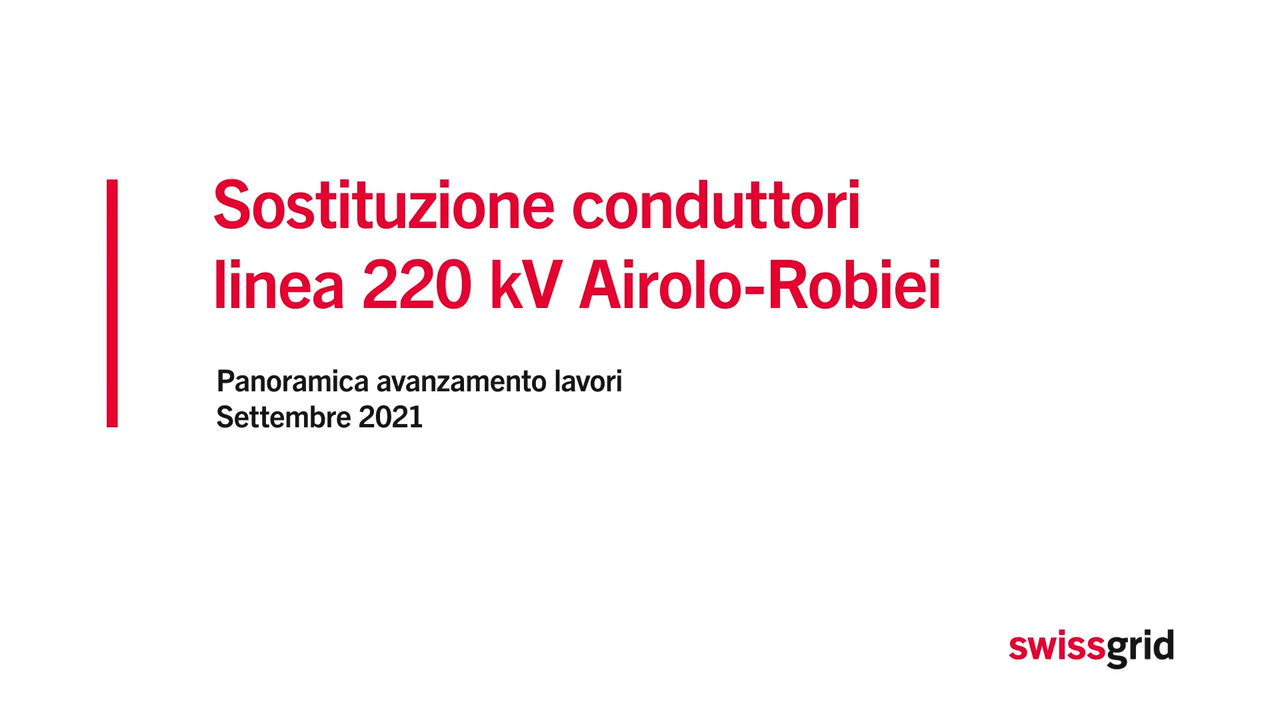 Sostituzione conduttori
linea 220 kV Airolo-Robiei
Panoramica avanzamento lavori
Settembre 2021
swissgrid